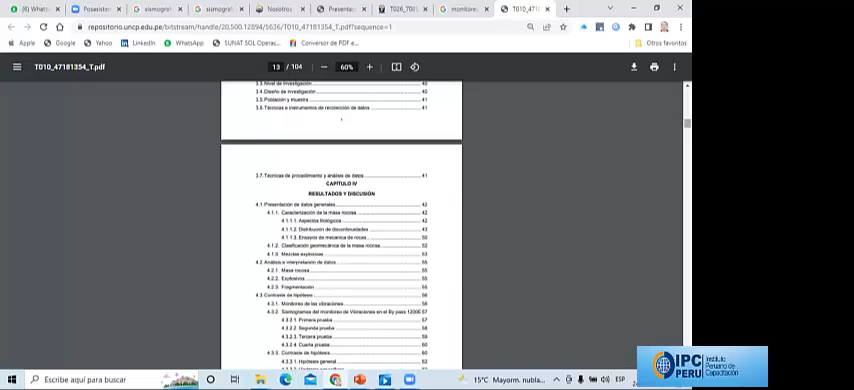 (6) Whats
Posasisten
sismogra
sismogra
Nosotros
Presentac
T026_700
monitore
T010_471
repositorio.uncp.edu.pe/bitstream/handle/20.500.12894/5636/T010_47181354_T.pdf?sequence=1
Apple Google Yahoo LinkedIn WhatsApp SUNAT SOL Operac... Conversor de PDF e... Otros favoritos
T010_47181354_T.pdf 13 / 104 60%
3.3. Nivel de investigación 40
3.4. Diseño de investigación 40
3.5. Población y muestra 41
3.6. Técnicas e instrumentos de recolección de datos 41
3.7. Técnicas de procedimiento y análisis de datos 41
CAPÍTULO IV
RESULTADOS Y DISCUSIÓN
4.1. Presentación de datos generales 42
4.1.1. Caracterización de la masa rocosa 42
4.1.1.1. Aspectos litológicos 42
4.1.1.2. Distribución de discontinuidades 43
4.1.1.3. Ensayos de mecánica de rocas 50
4.1.2. Clasificación geomecánica de la masa rocosa 52
4.1.3. Mezclas explosivas 53
4.2. Análisis e interpretación de datos 55
4.2.1. Masa rocosa 55
4.2.2. Explosivos 55
4.2.3. Fragmentación 55
4.3. Contraste de hipótesis 56
4.3.1. Monitoreo de las vibraciones 56
4.3.2. Sismogramas del monitoreo de Vibraciones en el By pass 1200E 57
4.3.2.1. Primera prueba 57
4.3.2.2. Segunda prueba 58
4.3.2.3. Tercera prueba 59
4.3.2.4. Cuarta prueba 60
4.3.3. Contraste de hipótesis 60
4.3.3.1. Hipótesis general 62
Escribe aquí para buscar
15°C Mayorm. nubla... ESP
IPC PERÚ
Instituto
Peruano de
Capacitación